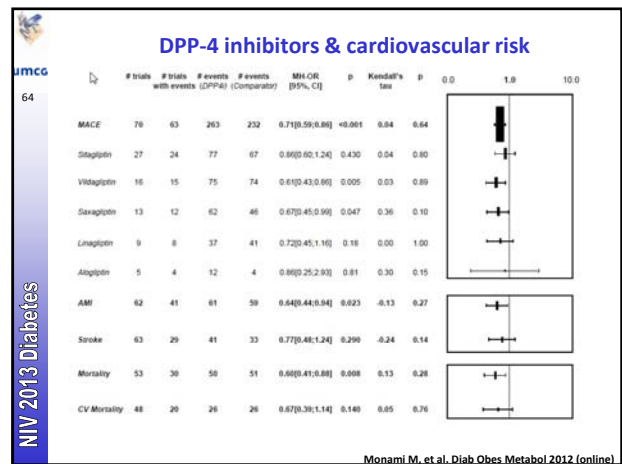 DPP-4 inhibitors & cardiovascular risk
umcg
64
# trials # trials with events # events (DPP4i) # events (Comparator) MH-OR [95%, CI] p Kendall's tau p 0.0 1.0 10.0
MACE 70 63 263 232 0.71[0.59;0.86] <0.001 0.04 0.64
Sitagliptin 27 24 77 67 0.86[0.60;1.24] 0.430 0.04 0.80
Vildagliptin 16 15 75 74 0.61[0.43;0.86] 0.005 0.03 0.89
Saxagliptin 13 12 62 46 0.67[0.45;0.99] 0.047 0.36 0.10
Linagliptin 9 8 37 41 0.72[0.45;1.16] 0.18 0.00 1.00
Alogliptin 5 4 12 4 0.86[0.25;2.93] 0.81 0.30 0.15
AMI 62 41 61 59 0.64[0.44;0.94] 0.023 -0.13 0.27
Stroke 63 29 41 33 0.77[0.48;1.24] 0.290 -0.24 0.14
Mortality 53 30 50 51 0.60[0.41;0.88] 0.008 0.13 0.28
CV Mortality 48 20 26 26 0.67[0.39;1.14] 0.140 0.05 0.76
NIV 2013 Diabetes
Monami M, et al. Diab Obes Metabol 2012 (online)